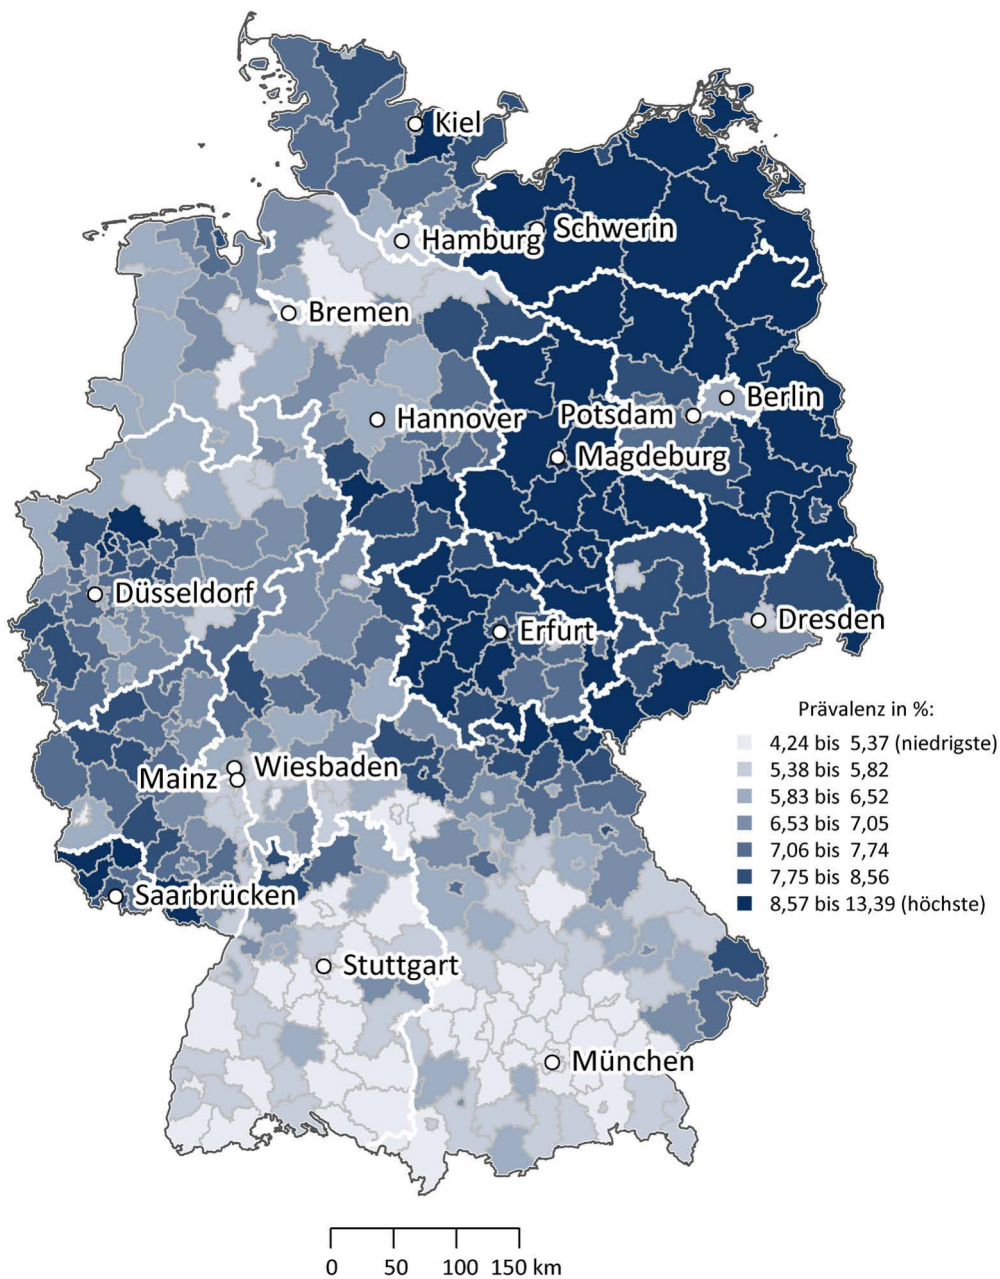 Kiel
Schwerin
Hamburg
Bremen
Berlin
Potsdam
Hannover
Magdeburg
Düsseldorf
Erfurt
Dresden
Prävalenz in %:
4,24 bis 5,37 (niedrigste)
5,38 bis 5,82
5,83 bis 6,52
6,53 bis 7,05
7,06 bis 7,74
7,75 bis 8,56
8,57 bis 13,39 (höchste)
Wiesbaden
Mainz
Saarbrücken
Stuttgart
München
0 50 100 150 km